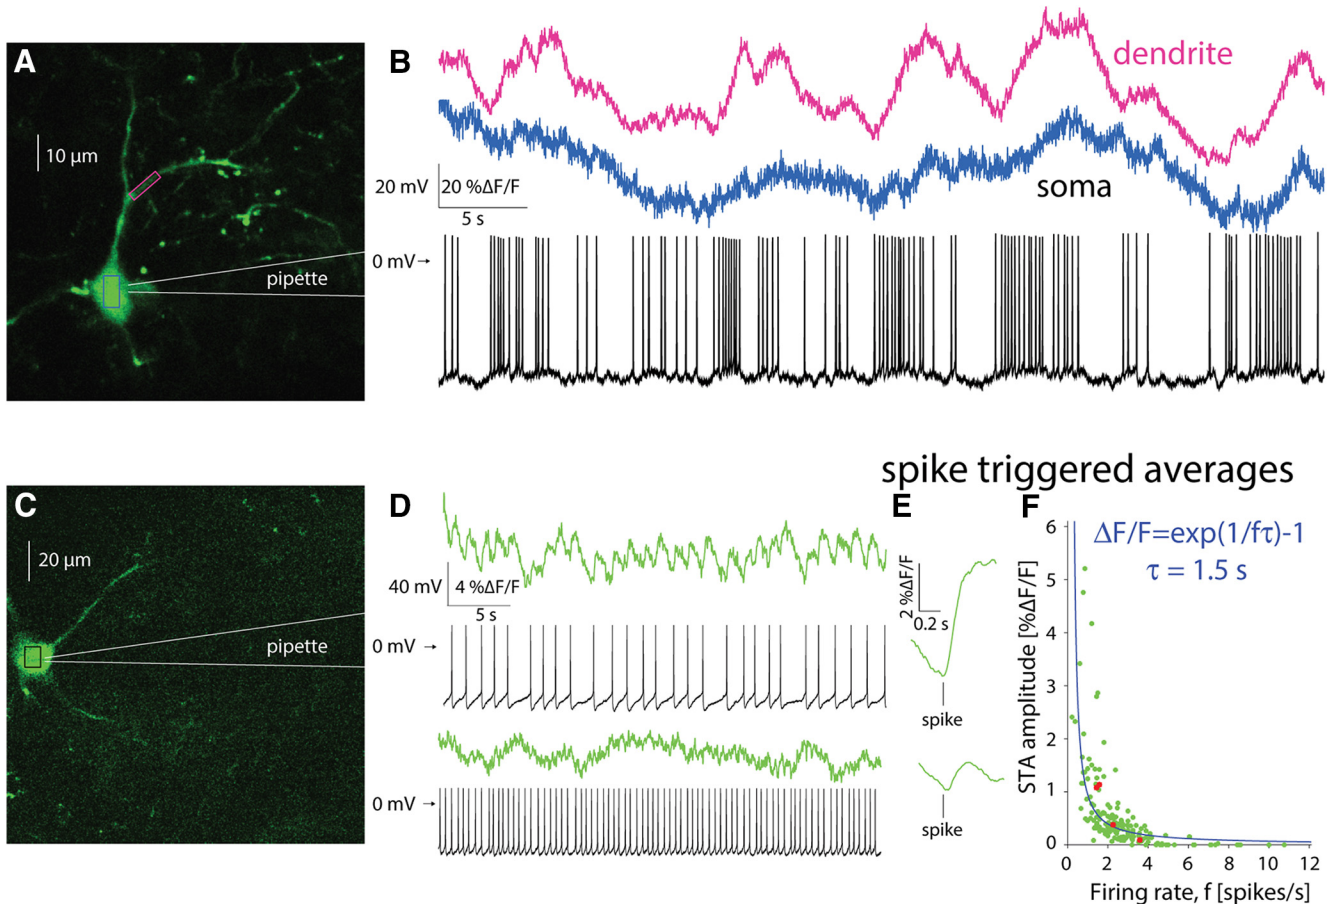 A
10 µm
pipette
B
dendrite
soma
20 mV
20 %ΔF/F
5 s
0 mV→
C
20 µm
pipette
spike triggered averages
D
40 mV
4 %ΔF/F
5 s
0 mV →
0 mV →
E
2 %ΔF/F
0.2 s
spike
spike
F
ΔF/F=exp(1/fτ)-1
τ = 1.5 s
STA amplitude [%ΔF/F]
6
5
4
3
2
1
0
0 2 4 6 8 10 12
Firing rate, f [spikes/s]